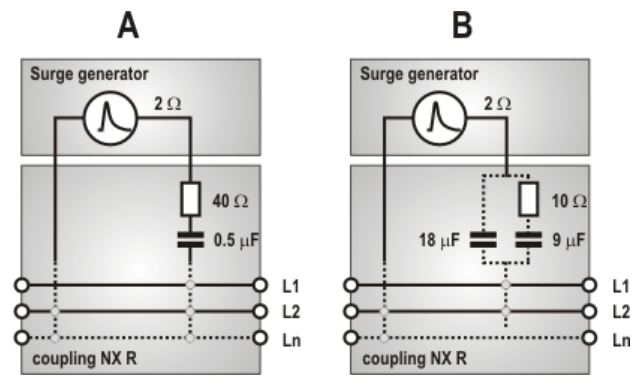 A
Surge generator
2 Ω
40 Ω
0.5 µF
L1
L2
Ln
coupling NX R
B
Surge generator
2 Ω
10 Ω
18 µF
9 µF
L1
L2
Ln
coupling NX R